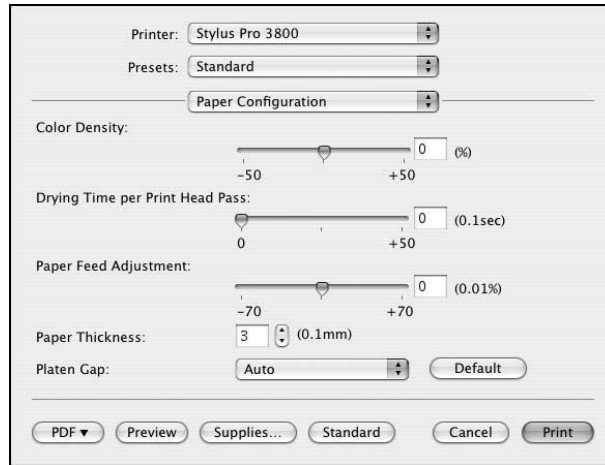 Printer: Stylus Pro 3800
Presets: Standard
Paper Configuration
Color Density:
0 (%)
-50 +50
Drying Time per Print Head Pass:
0 (0.1sec)
0 +50
Paper Feed Adjustment:
0 (0.01%)
-70 +70
Paper Thickness: 3 (0.1mm)
Platen Gap: Auto Default
PDF Preview Supplies... Standard Cancel Print